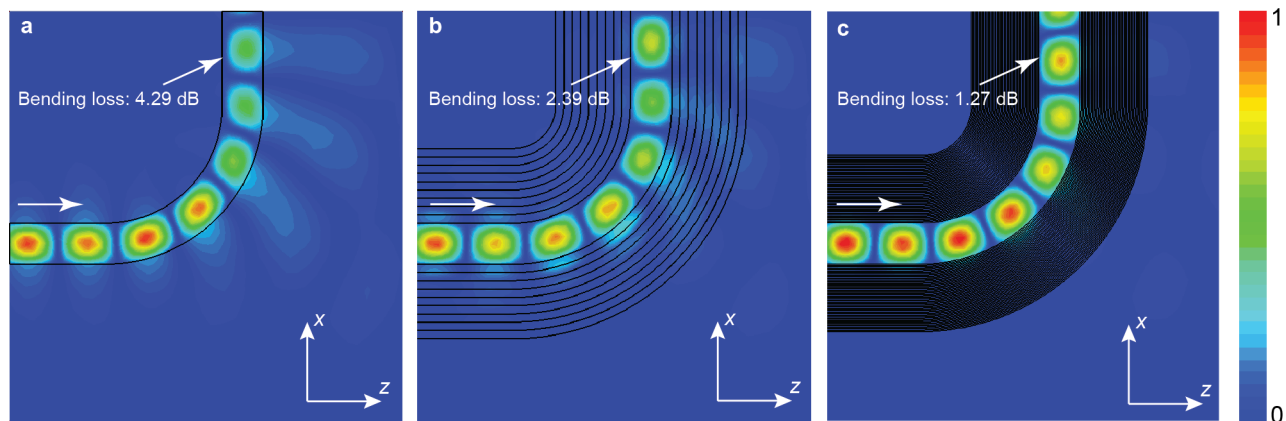 a
Bending loss: 4.29 dB
x
z
b
Bending loss: 2.39 dB
x
z
c
Bending loss: 1.27 dB
x
z
1
0